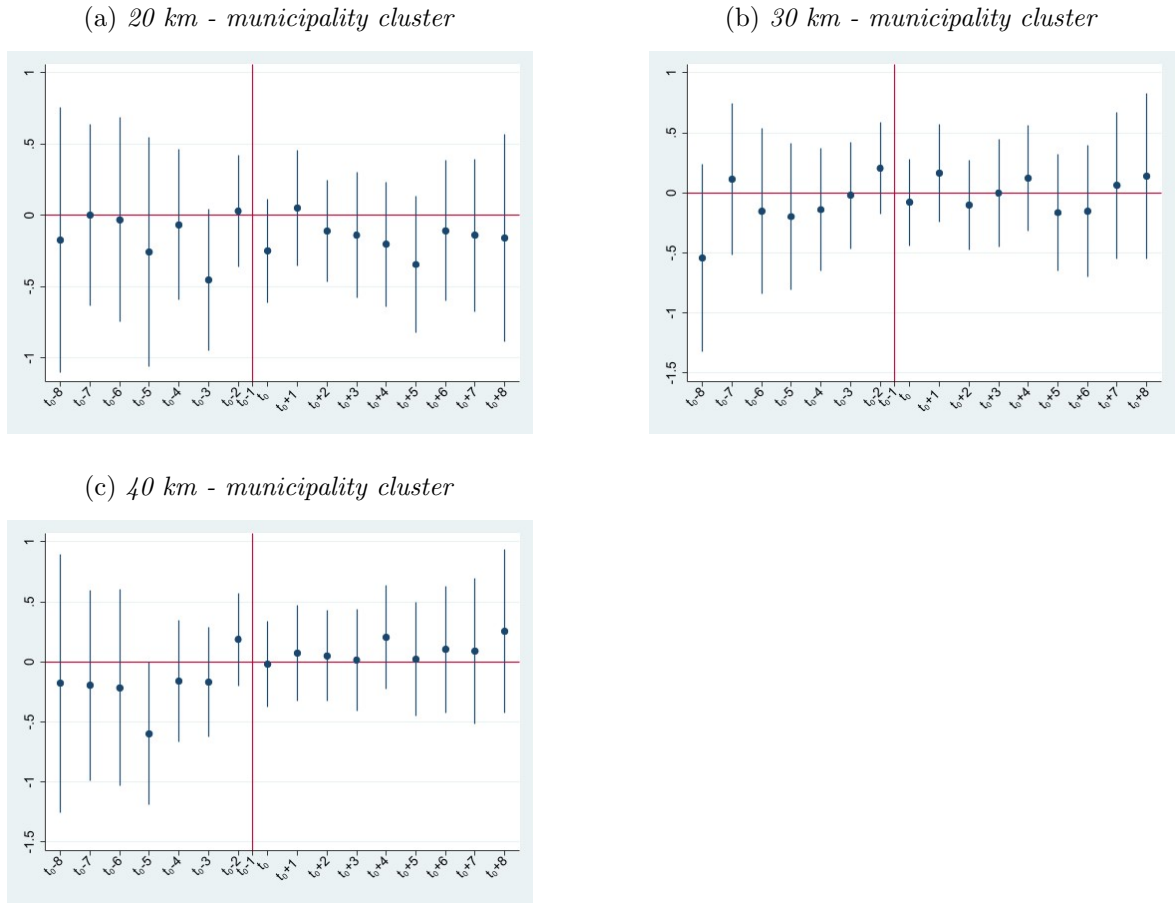 (a) 20 km - municipality cluster
1
.5
0
-.5
-1
t₀-8 t₀-7 t₀-6 t₀-5 t₀-4 t₀-3 t₀-2 t₀-1 t₀ t₀+1 t₀+2 t₀+3 t₀+4 t₀+5 t₀+6 t₀+7 t₀+8
(b) 30 km - municipality cluster
1
.5
0
-.5
-1
-1.5
t₀-8 t₀-7 t₀-6 t₀-5 t₀-4 t₀-3 t₀-2 t₀-1 t₀ t₀+1 t₀+2 t₀+3 t₀+4 t₀+5 t₀+6 t₀+7 t₀+8
(c) 40 km - municipality cluster
1
.5
0
-.5
-1
-1.5
t₀-8 t₀-7 t₀-6 t₀-5 t₀-4 t₀-3 t₀-2 t₀-1 t₀ t₀+1 t₀+2 t₀+3 t₀+4 t₀+5 t₀+6 t₀+7 t₀+8